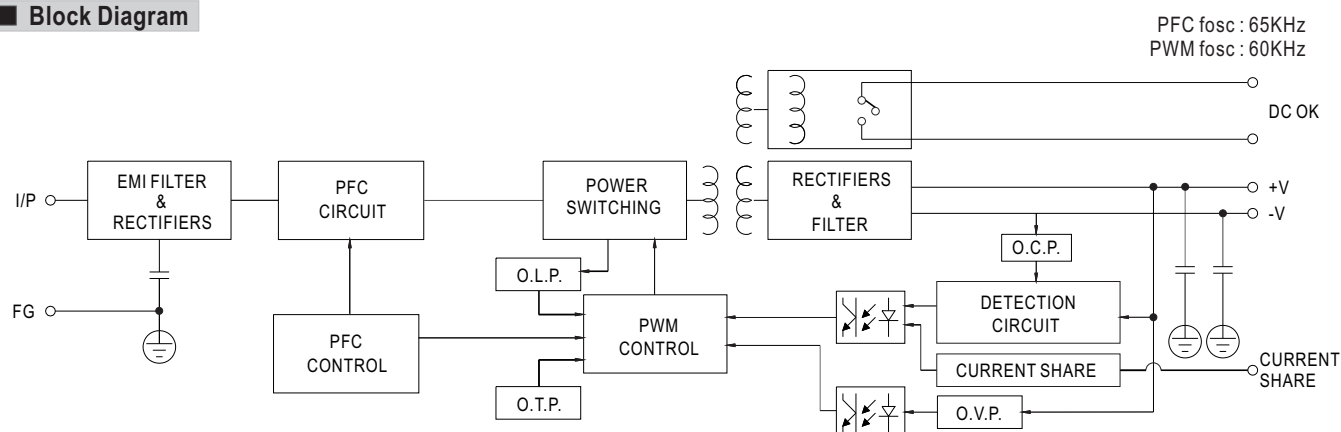 Block Diagram
PFC fosc : 65KHz
PWM fosc : 60KHz
DC OK
I/P
EMI FILTER
&
RECTIFIERS
PFC
CIRCUIT
POWER
SWITCHING
RECTIFIERS
&
FILTER
+V
-V
O.C.P.
O.L.P.
DETECTION
CIRCUIT
FG
PFC
CONTROL
PWM
CONTROL
CURRENT SHARE
CURRENT
SHARE
O.T.P.
O.V.P.